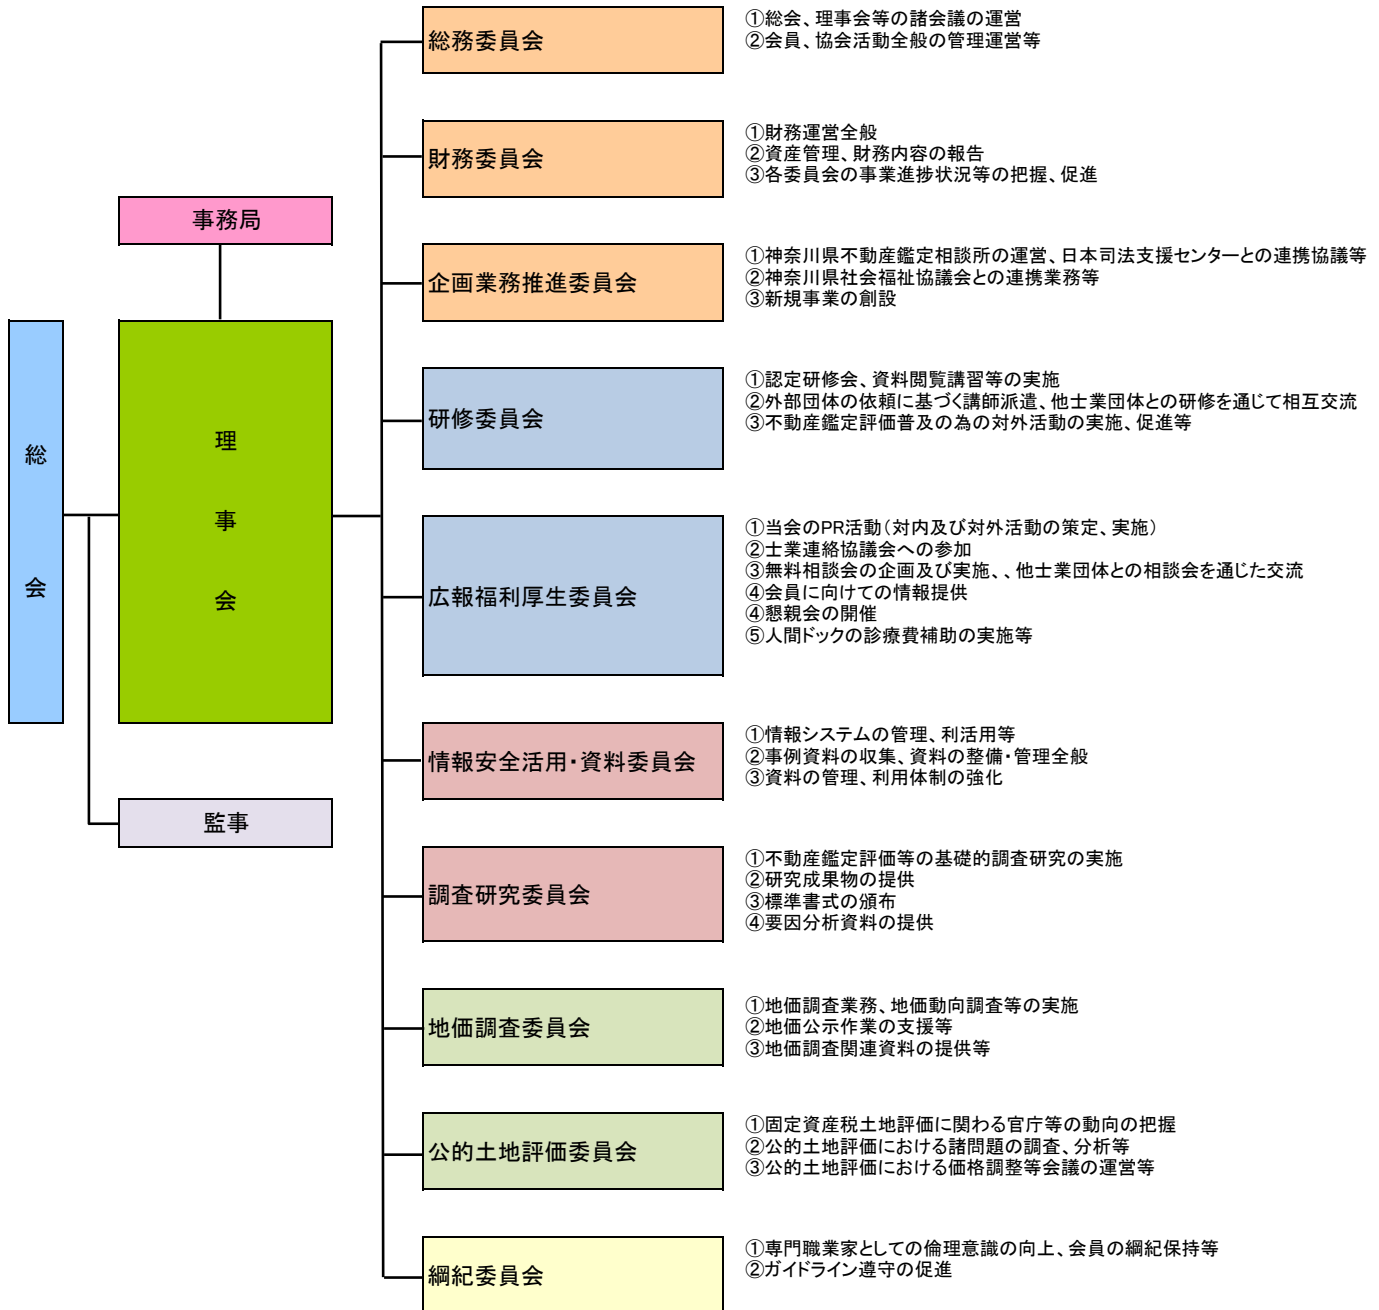 総会
理事会
事務局
監事
総務委員会
①総会、理事会等の諸会議の運営
②会員、協会活動全般の管理運営等
財務委員会
①財務運営全般
②資産管理、財務内容の報告
③各委員会の事業進捗状況等の把握、促進
企画業務推進委員会
①神奈川県不動産鑑定相談所の運営、日本司法支援センターとの連携協議等
②神奈川県社会福祉協議会との連携業務等
③新規事業の創設
研修委員会
①認定研修会、資料閲覧講習等の実施
②外部団体の依頼に基づく講師派遣、他士業団体との研修を通じて相互交流
③不動産鑑定評価普及の為の対外活動の実施、促進等
広報福利厚生委員会
①当会のPR活動（対内及び対外活動の策定、実施）
②士業連絡協議会への参加
③無料相談会の企画及び実施、、他士業団体との相談会を通じた交流
④会員に向けての情報提供
④懇親会の開催
⑤人間ドックの診療費補助の実施等
情報安全活用・資料委員会
①情報システムの管理、利活用等
②事例資料の収集、資料の整備・管理全般
③資料の管理、利用体制の強化
調査研究委員会
①不動産鑑定評価等の基礎的調査研究の実施
②研究成果物の提供
③標準書式の頒布
④要因分析資料の提供
地価調査委員会
①地価調査業務、地価動向調査等の実施
②地価公示作業の支援等
③地価調査関連資料の提供等
公的土地評価委員会
①固定資産税土地評価に関わる官庁等の動向の把握
②公的土地評価における諸問題の調査、分析等
③公的土地評価における価格調整等会議の運営等
綱紀委員会
①専門職業家としての倫理意識の向上、会員の綱紀保持等
②ガイドライン遵守の促進